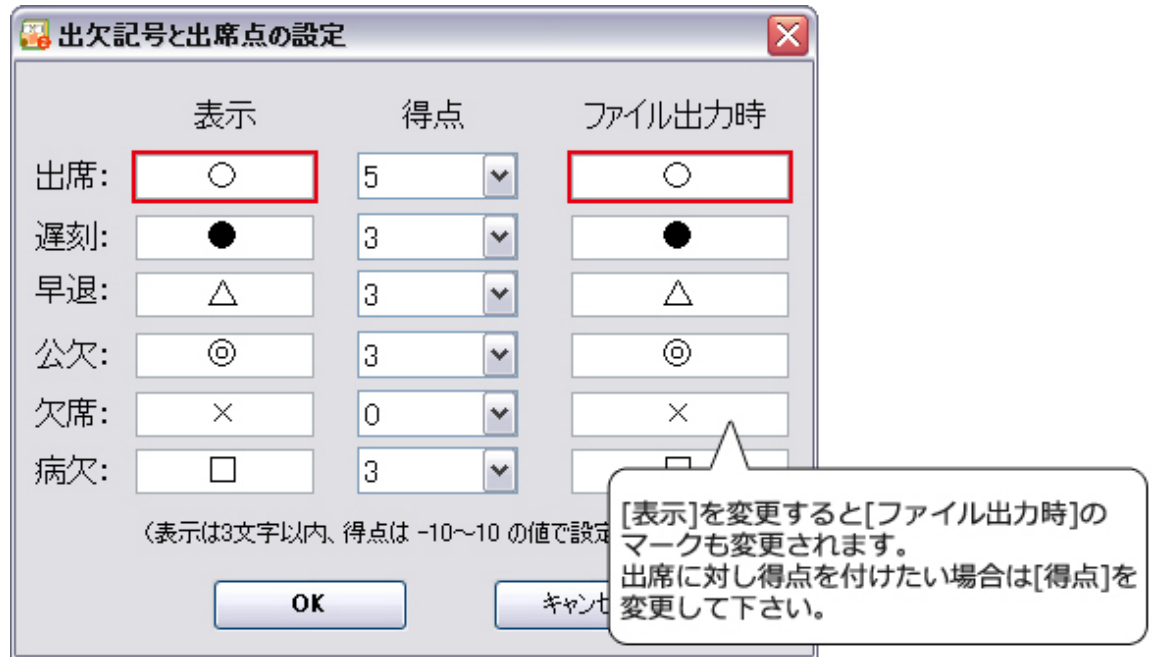 出欠記号と出席点の設定
表示 得点 ファイル出力時
出席: ○ 5 ○
遅刻: ● 3 ●
早退: △ 3 △
公欠: ◎ 3 ◎
欠席: × 0 ×
病欠: □ 3
(表示は3文字以内、得点は -10～10 の値で設定
[表示]を変更すると[ファイル出力時]の
マークも変更されます。
出席に対し得点を付けたい場合は[得点]を
変更して下さい。
OK キャンセ